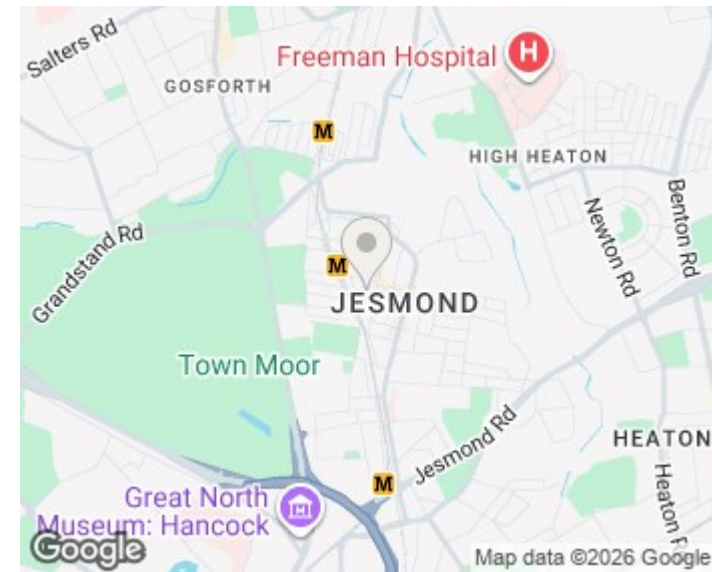 Salters Rd
Freeman Hospital
H
GOSFORTH
M
HIGH HEATON
Benton Rd
Newton Rd
Grandstand Rd
M
JESMOND
Town Moor
Jesmond Rd
HEATON
M
Heaton R
Great North
Museum: Hancock
Google
Map data ©2026 Google